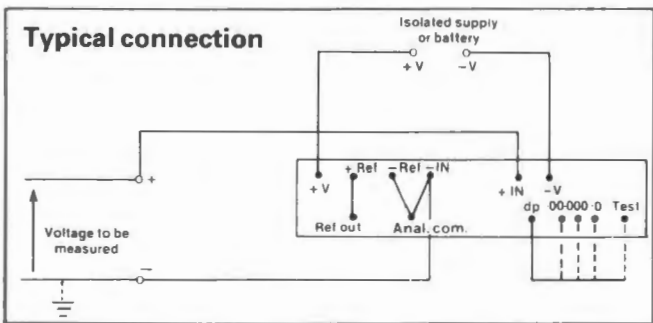 Typical connection
Isolated supply
or battery
+V -V
+
Voltage to be
measured
-
+V + Ref -Ref -IN + IN -V
Ref out Anal. com. dp ·00·000·0 Test